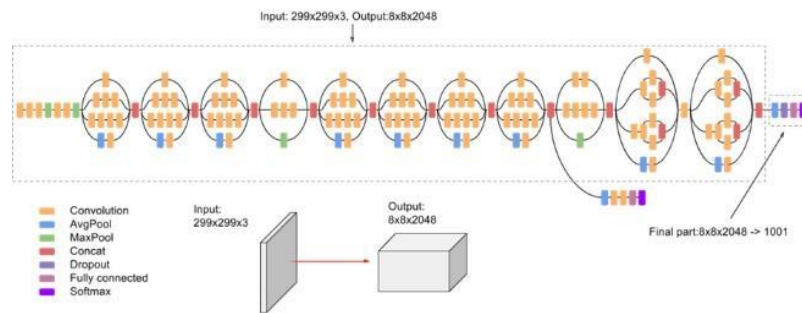 Input: 299x299x3, Output:8x8x2048
Convolution
AvgPool
MaxPool
Concat
Dropout
Fully connected
Softmax
Input:
299x299x3
Output:
8x8x2048
Final part:8x8x2048 -> 1001